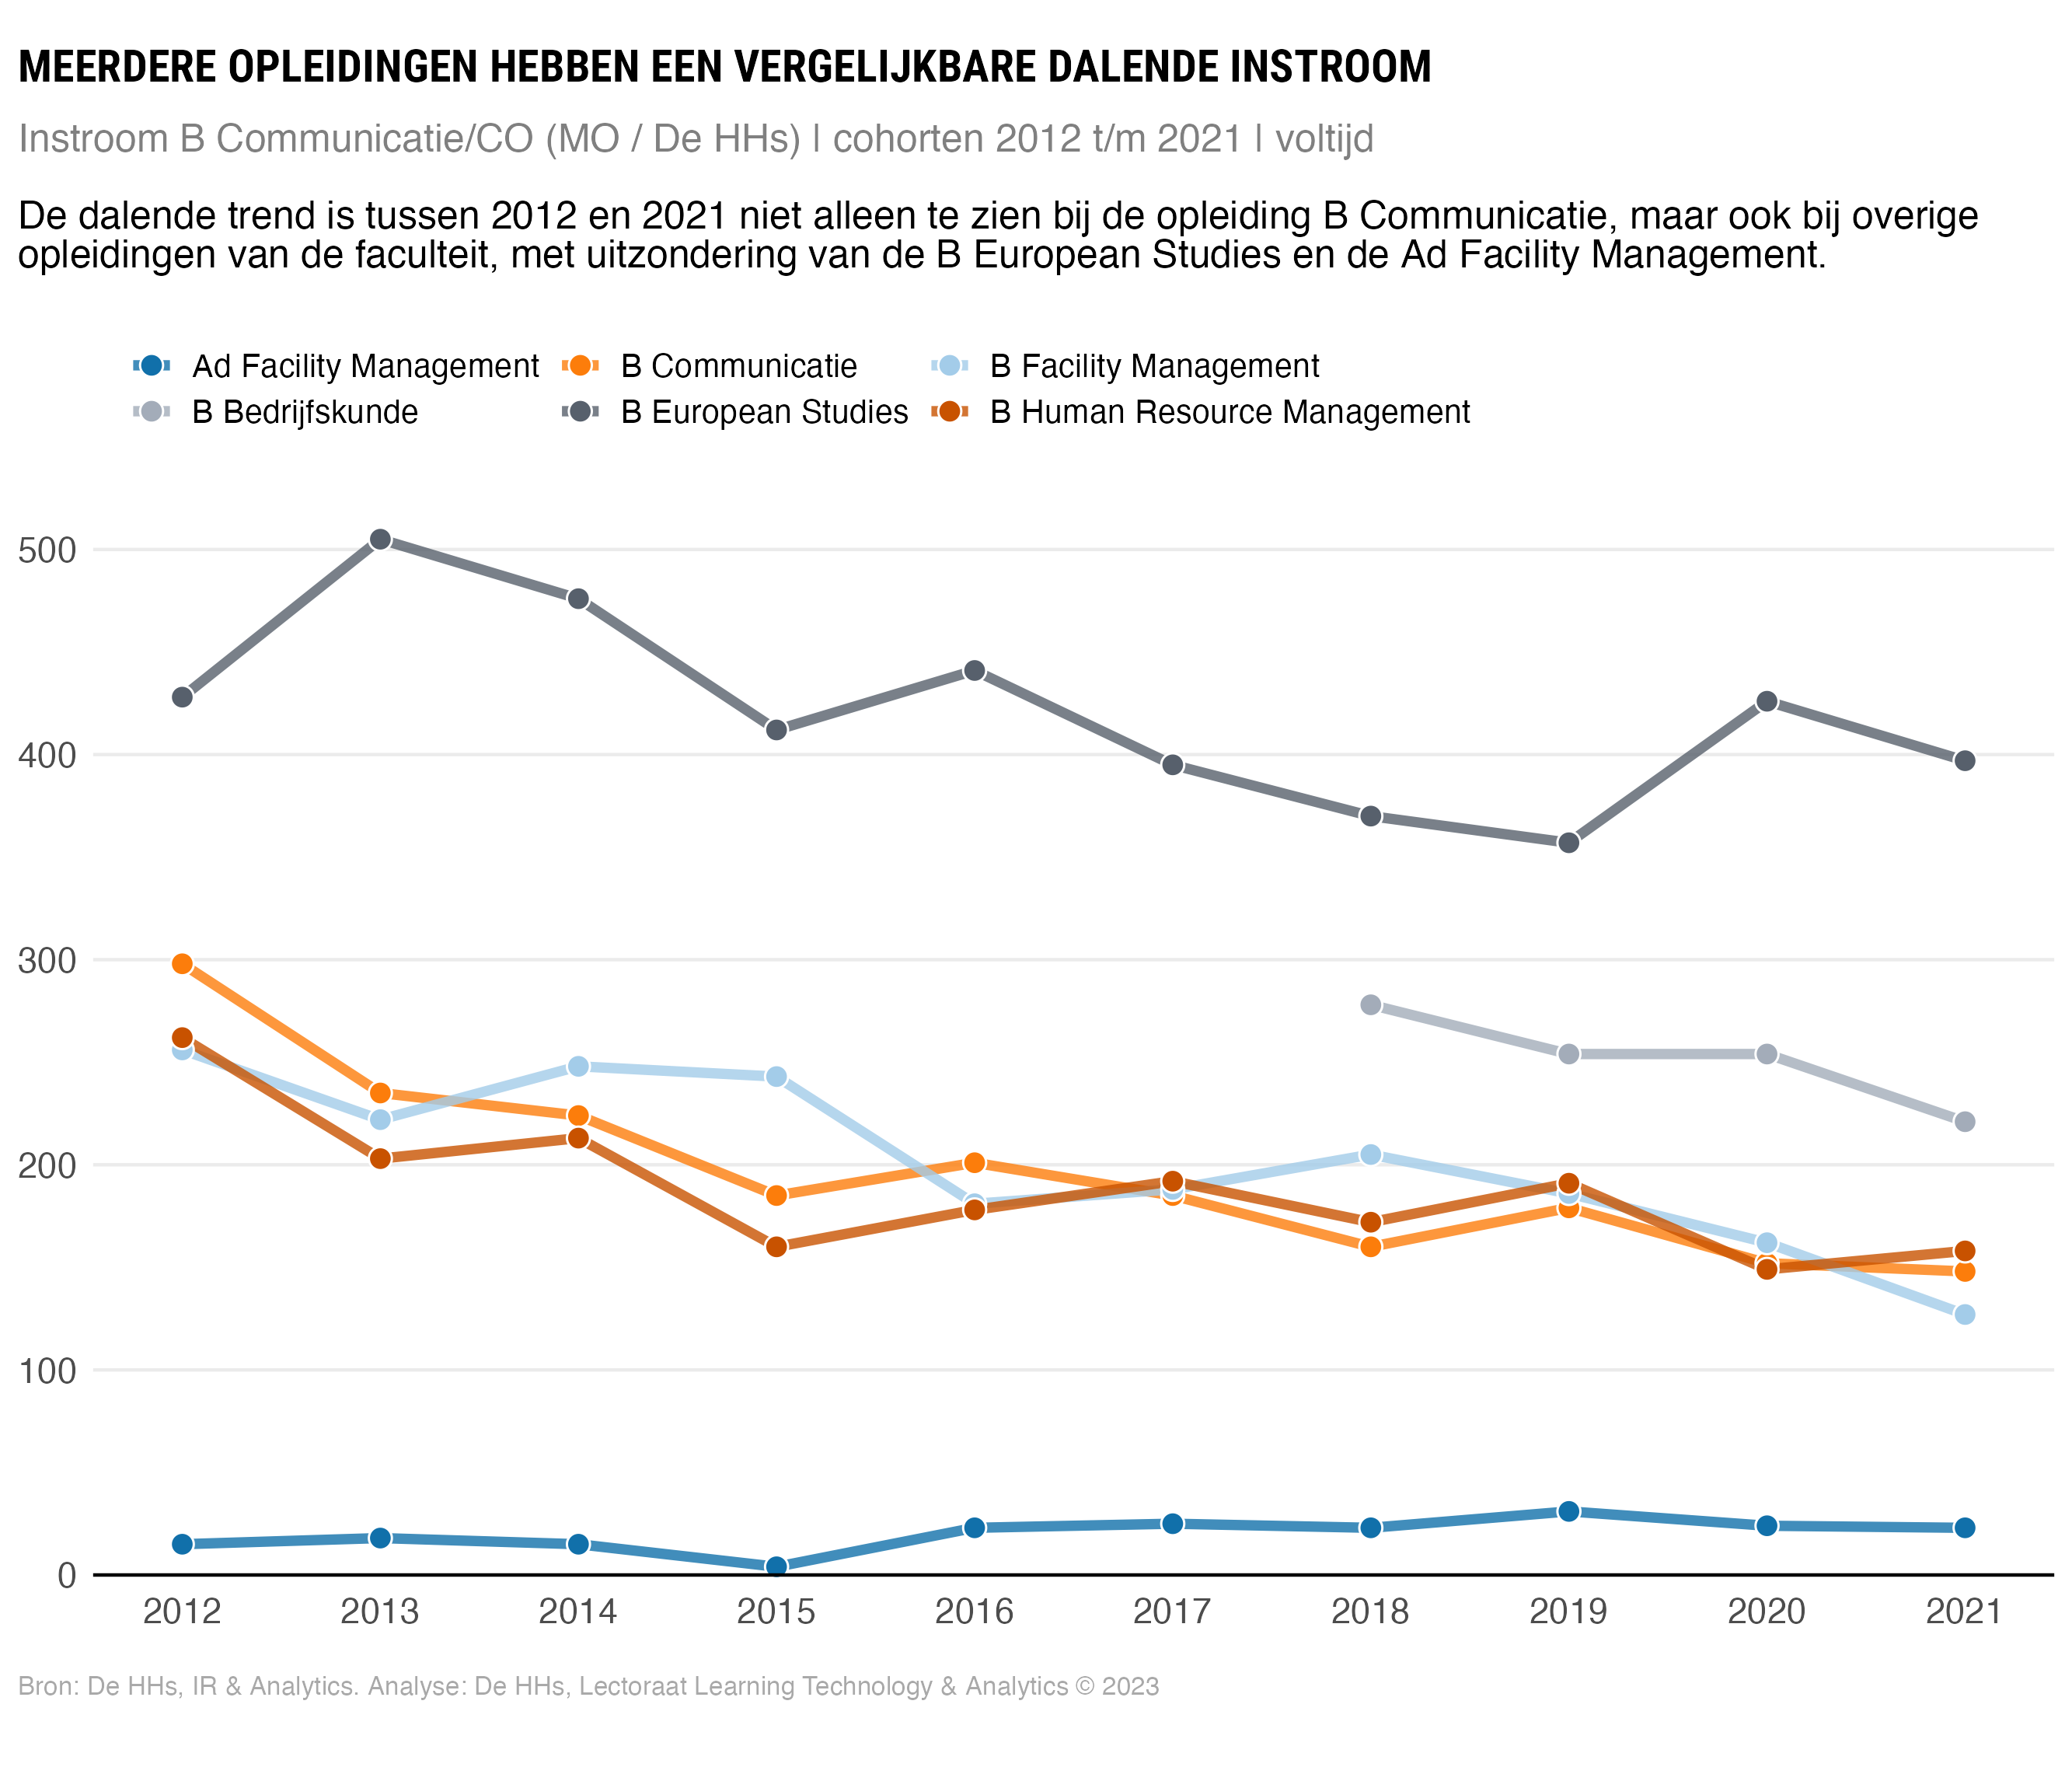 MEERDERE OPLEIDINGEN HEBBEN EEN VERGELIJKBARE DALENDE INSTROOM
Instroom B Communicatie/CO (MO / De HHs) | cohorten 2012 t/m 2021 | voltijd
De dalende trend is tussen 2012 en 2021 niet alleen te zien bij de opleiding B Communicatie, maar ook bij overige
opleidingen van de faculteit, met uitzondering van de B European Studies en de Ad Facility Management.
Ad Facility Management B Communicatie B Facility Management
B Bedrijfskunde B European Studies B Human Resource Management
500
400
300
200
100
0
2012 2013 2014 2015 2016 2017 2018 2019 2020 2021
Bron: De HHs, IR & Analytics. Analyse: De HHs, Lectoraat Learning Technology & Analytics © 2023